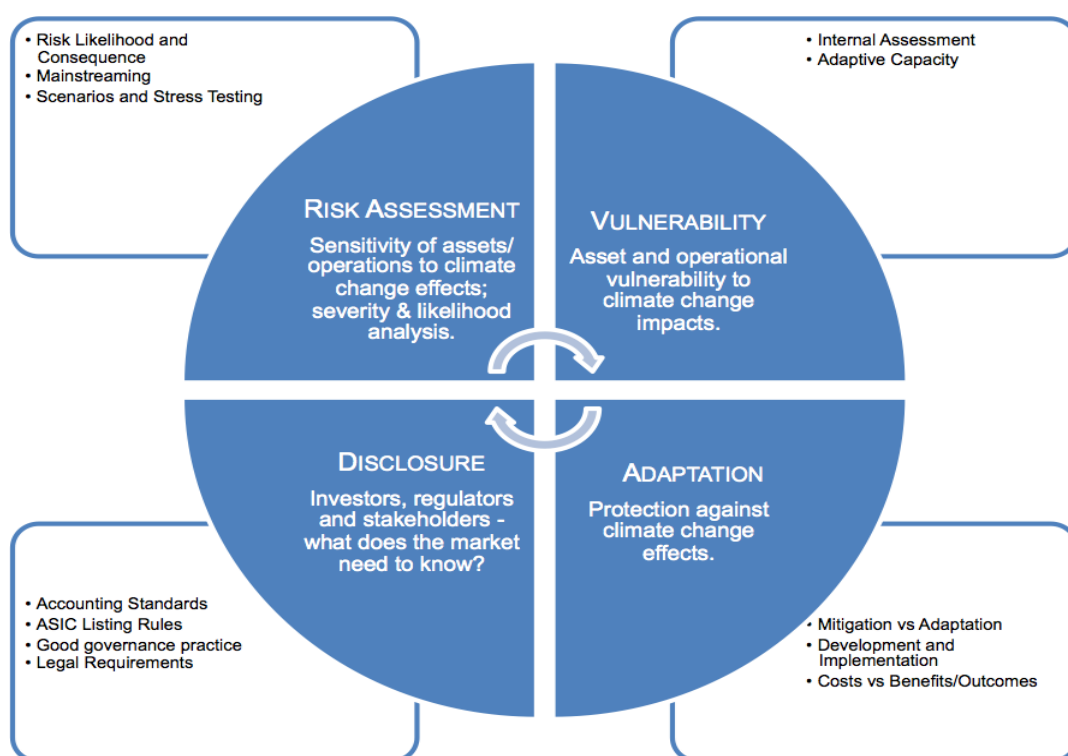 • Risk Likelihood and
Consequence
• Mainstreaming
• Scenarios and Stress Testing
• Internal Assessment
• Adaptive Capacity
RISK ASSESSMENT
Sensitivity of assets/
operations to climate
change effects;
severity & likelihood
analysis.
VULNERABILITY
Asset and operational
vulnerability to
climate change
impacts.
DISCLOSURE
Investors, regulators
and stakeholders -
what does the market
need to know?
ADAPTATION
Protection against
climate change
effects.
• Accounting Standards
• ASIC Listing Rules
• Good governance practice
• Legal Requirements
• Mitigation vs Adaptation
• Development and
Implementation
• Costs vs Benefits/Outcomes